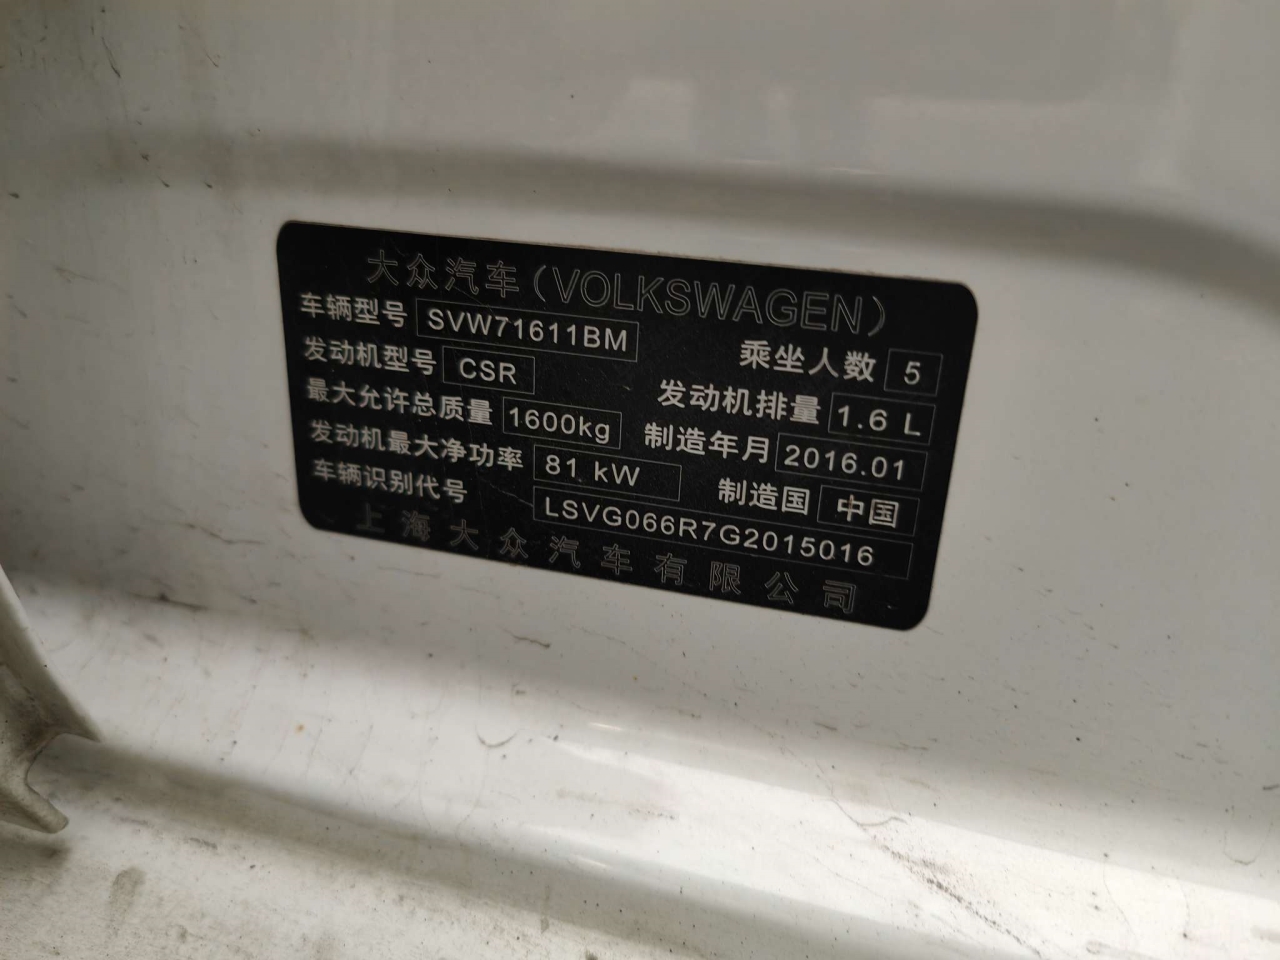 大众汽车(VOLKSWAGEN)
车辆型号 SVW71611BM 乘坐人数 5
发动机型号 CSR 发动机排量 1.6 L
最大允许总质量 1600kg 制造年月 2016.01
发动机最大净功率 81 kW 制造国 中国
车辆识别代号 LSVG066R7G2015016
上海大众汽车有限公司